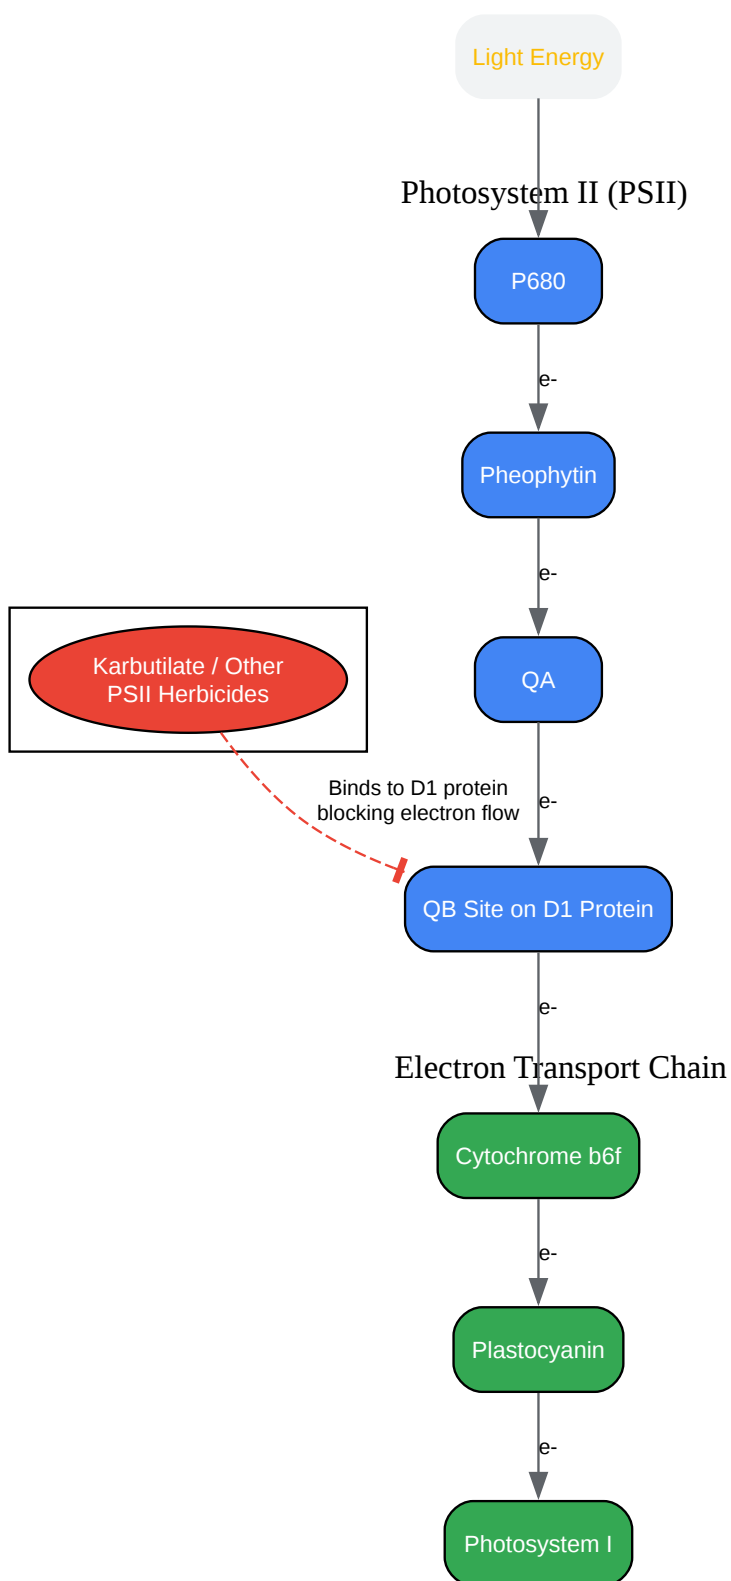 Light Energy
Photosystem II (PSII)
P680
e-
Pheophytin
e-
Karbutilate / Other
PSII Herbicides
QA
Binds to D1 protein
blocking electron flow
e-
QB Site on D1 Protein
e-
Electron Transport Chain
Cytochrome b6f
e-
Plastocyanin
e-
Photosystem I